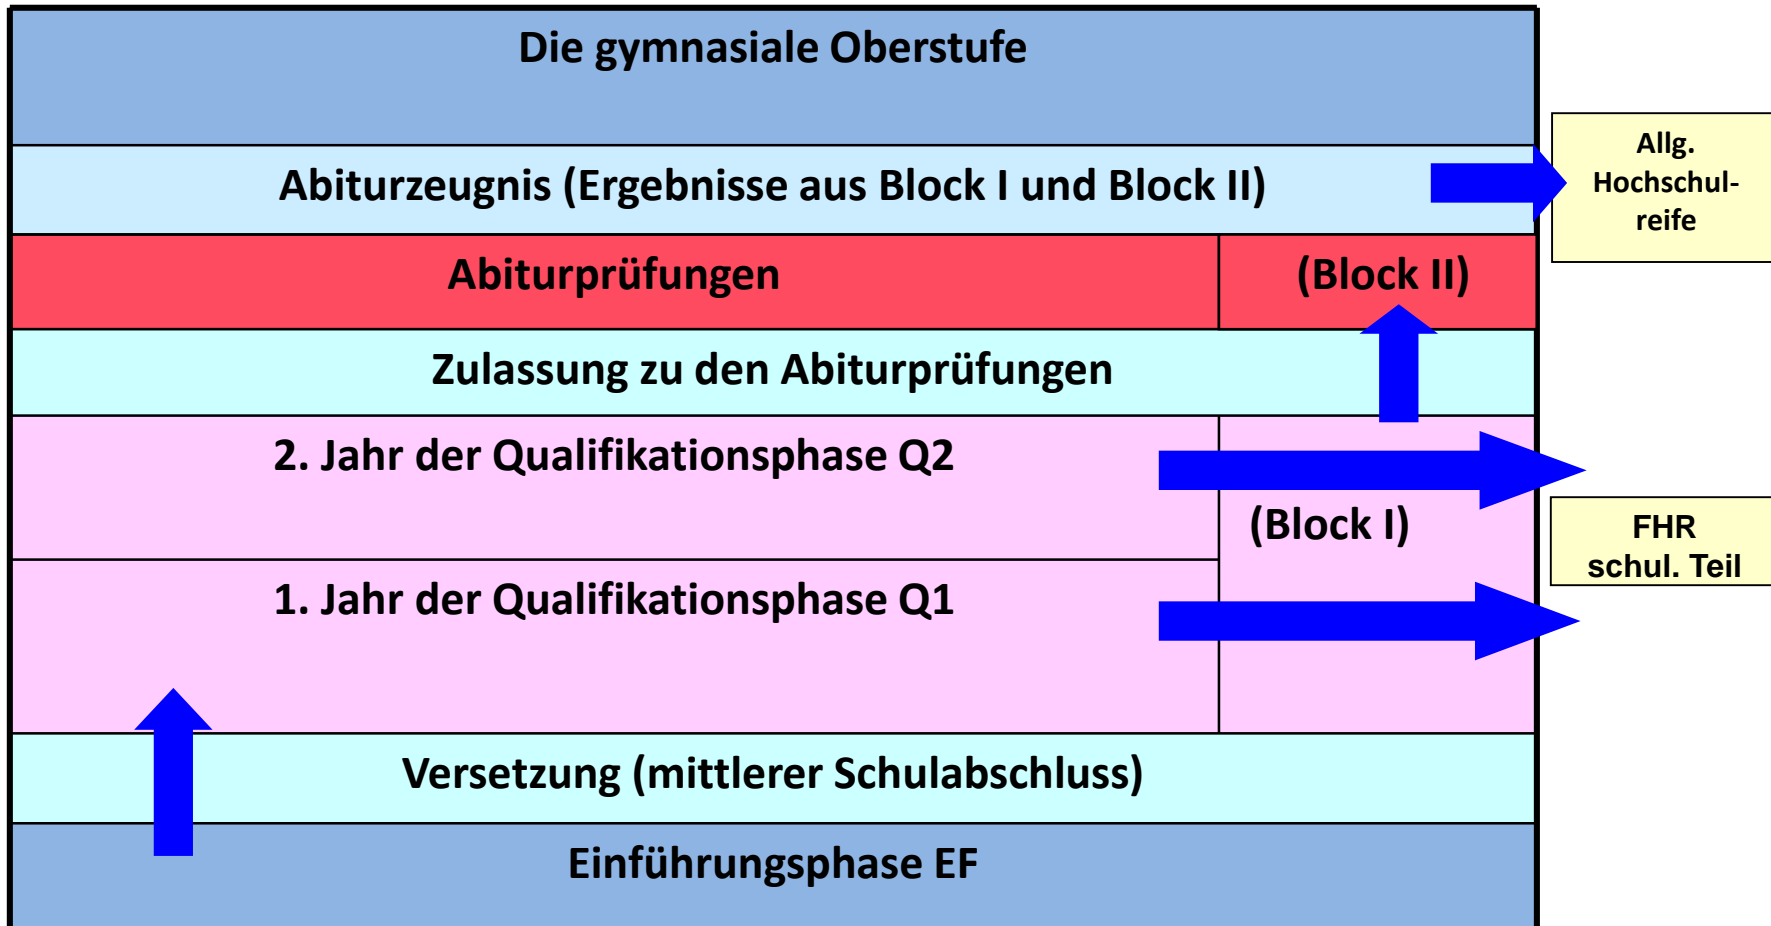 Die gymnasiale Oberstufe
Abiturzeugnis (Ergebnisse aus Block I und Block II)
Allg.
Hochschul-
reife
Abiturprüfungen
(Block II)
Zulassung zu den Abiturprüfungen
2. Jahr der Qualifikationsphase Q2
(Block I)
FHR
schul. Teil
1. Jahr der Qualifikationsphase Q1
Versetzung (mittlerer Schulabschluss)
Einführungsphase EF